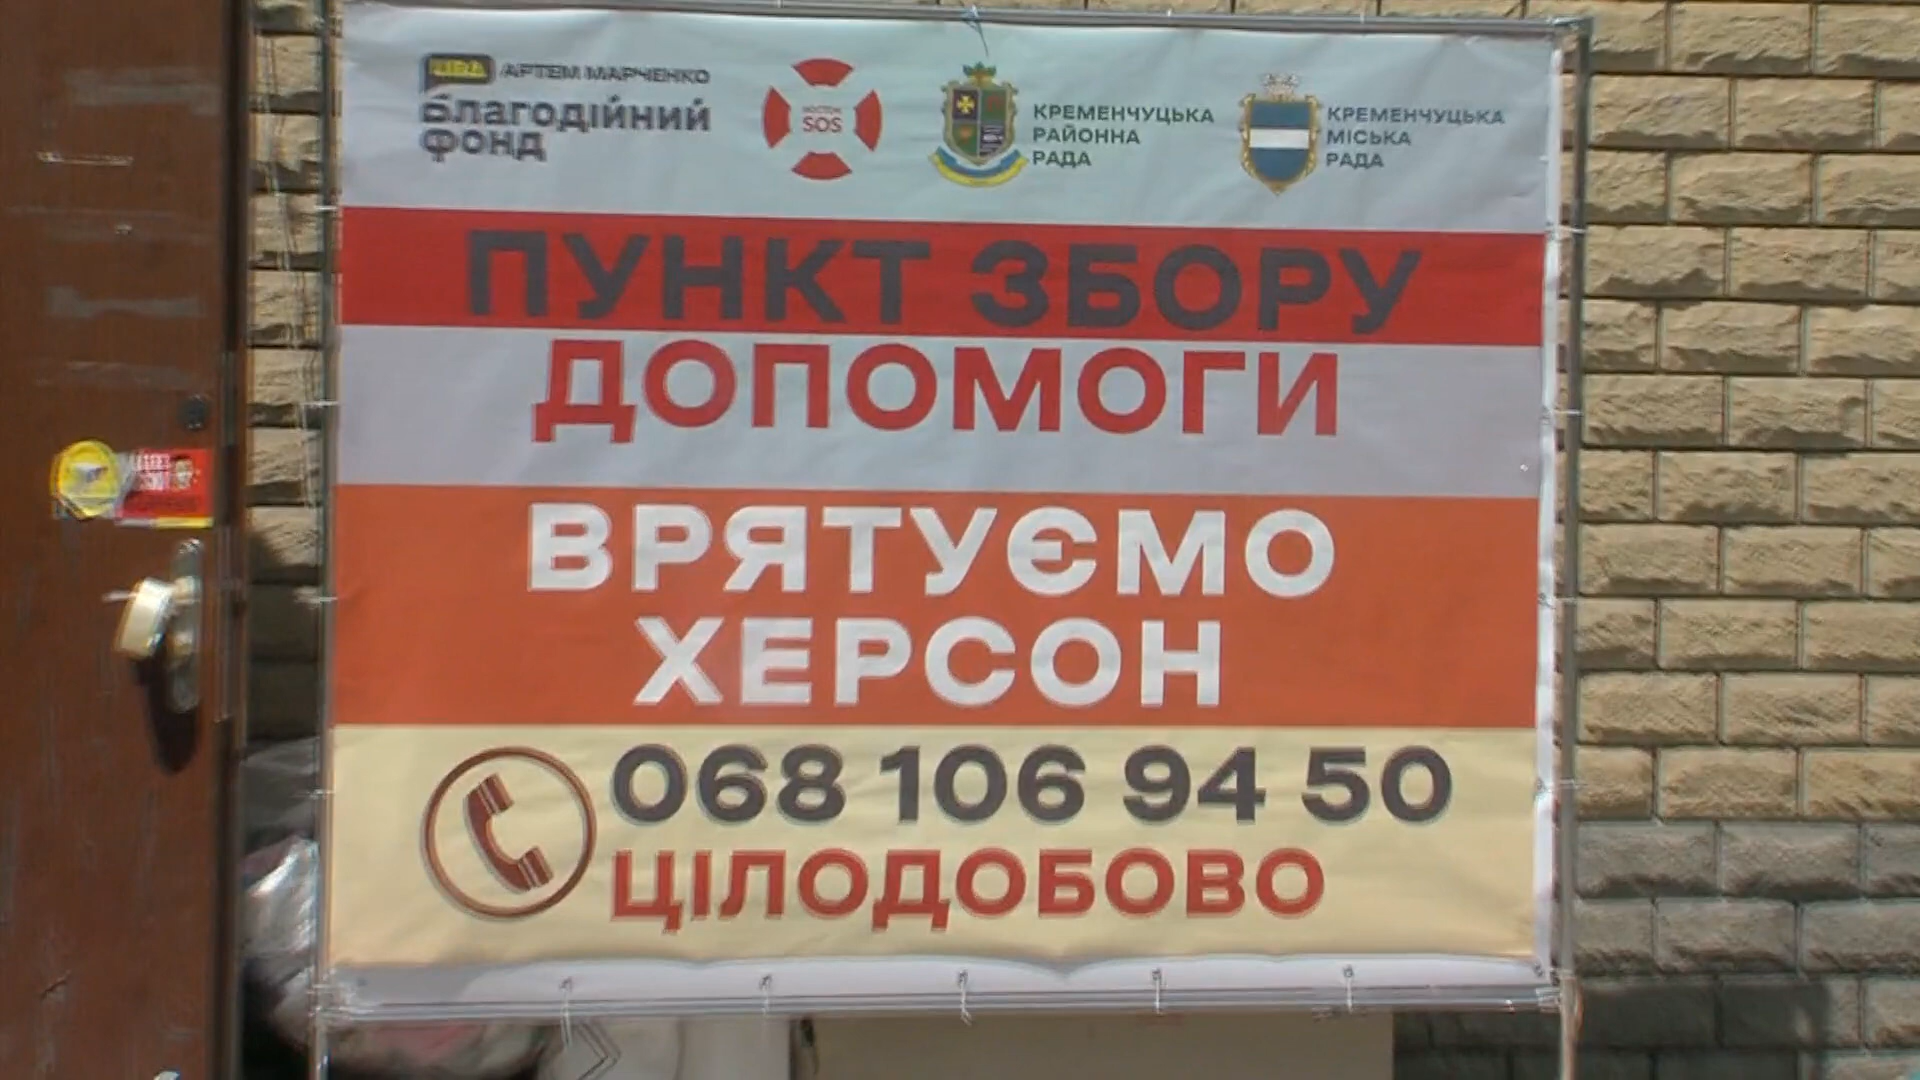 АРТЕМ МАРЧЕНКО
Благодійний
фонд
SOS
КРЕМЕНЧУЦЬКА
РАЙОННА
РАДА
КРЕМЕНЧУЦЬКА
МІСЬКА
РАДА
ПУНКТ ЗБОРУ
ДОПОМОГИ
ВРЯТУЄМО
ХЕРСОН
068 106 94 50
ЦІЛОДОБОВО